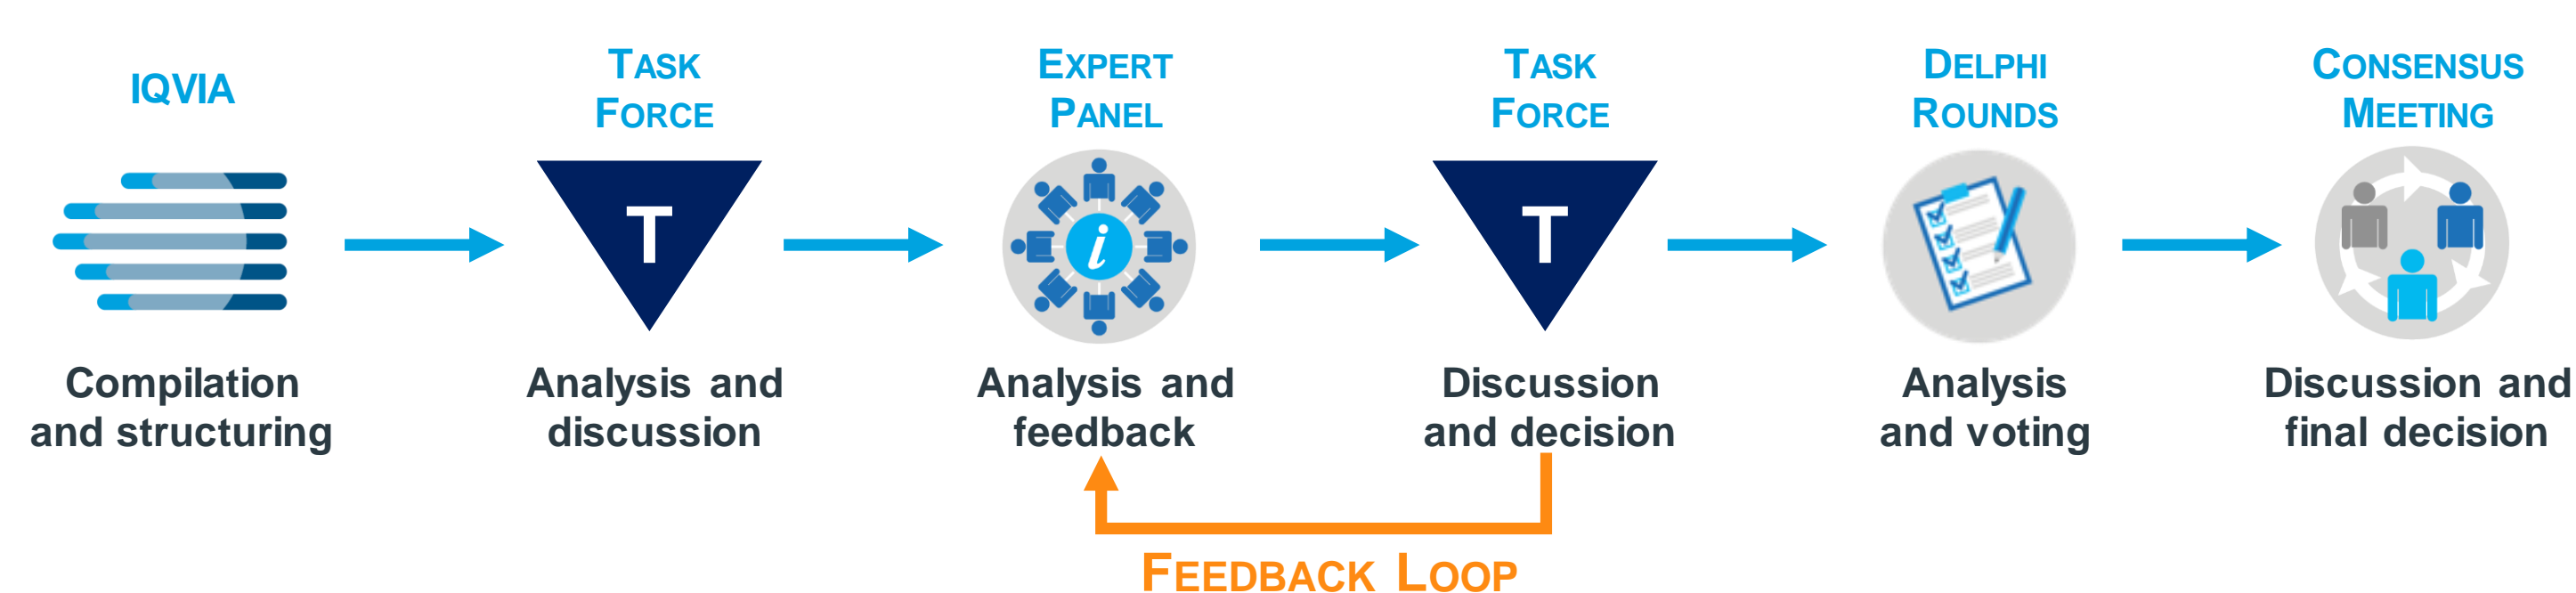 IQVIA
TASK
FORCE
EXPERT
PANEL
TASK
FORCE
DELPHI
ROUNDS
CONSENSUS
MEETING
T
i
T
Compilation
and structuring
Analysis and
discussion
Analysis and
feedback
Discussion
and decision
Analysis
and voting
Discussion and
final decision
FEEDBACK LOOP